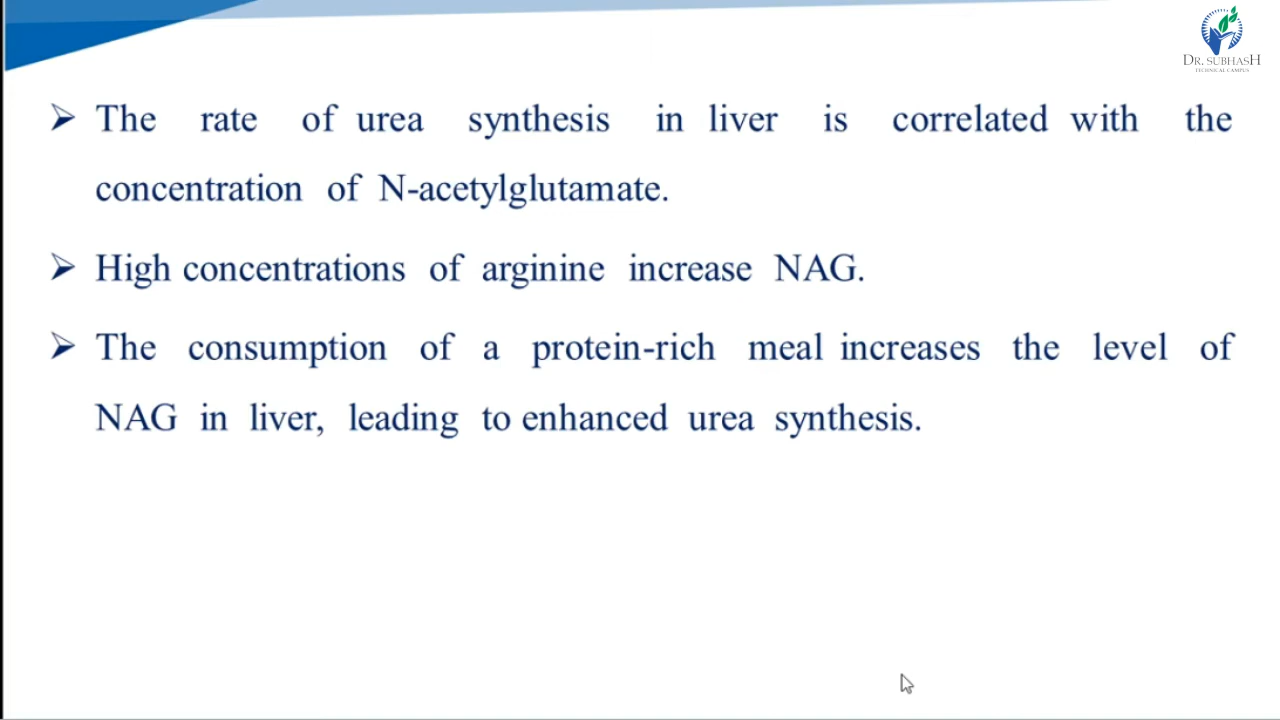 DR. SUBHASH
TECHNICAL CAMPUS
➢ The rate of urea synthesis in liver is correlated with the
concentration of N-acetylglutamate.
➢ High concentrations of arginine increase NAG.
➢ The consumption of a protein-rich meal increases the level of
NAG in liver, leading to enhanced urea synthesis.